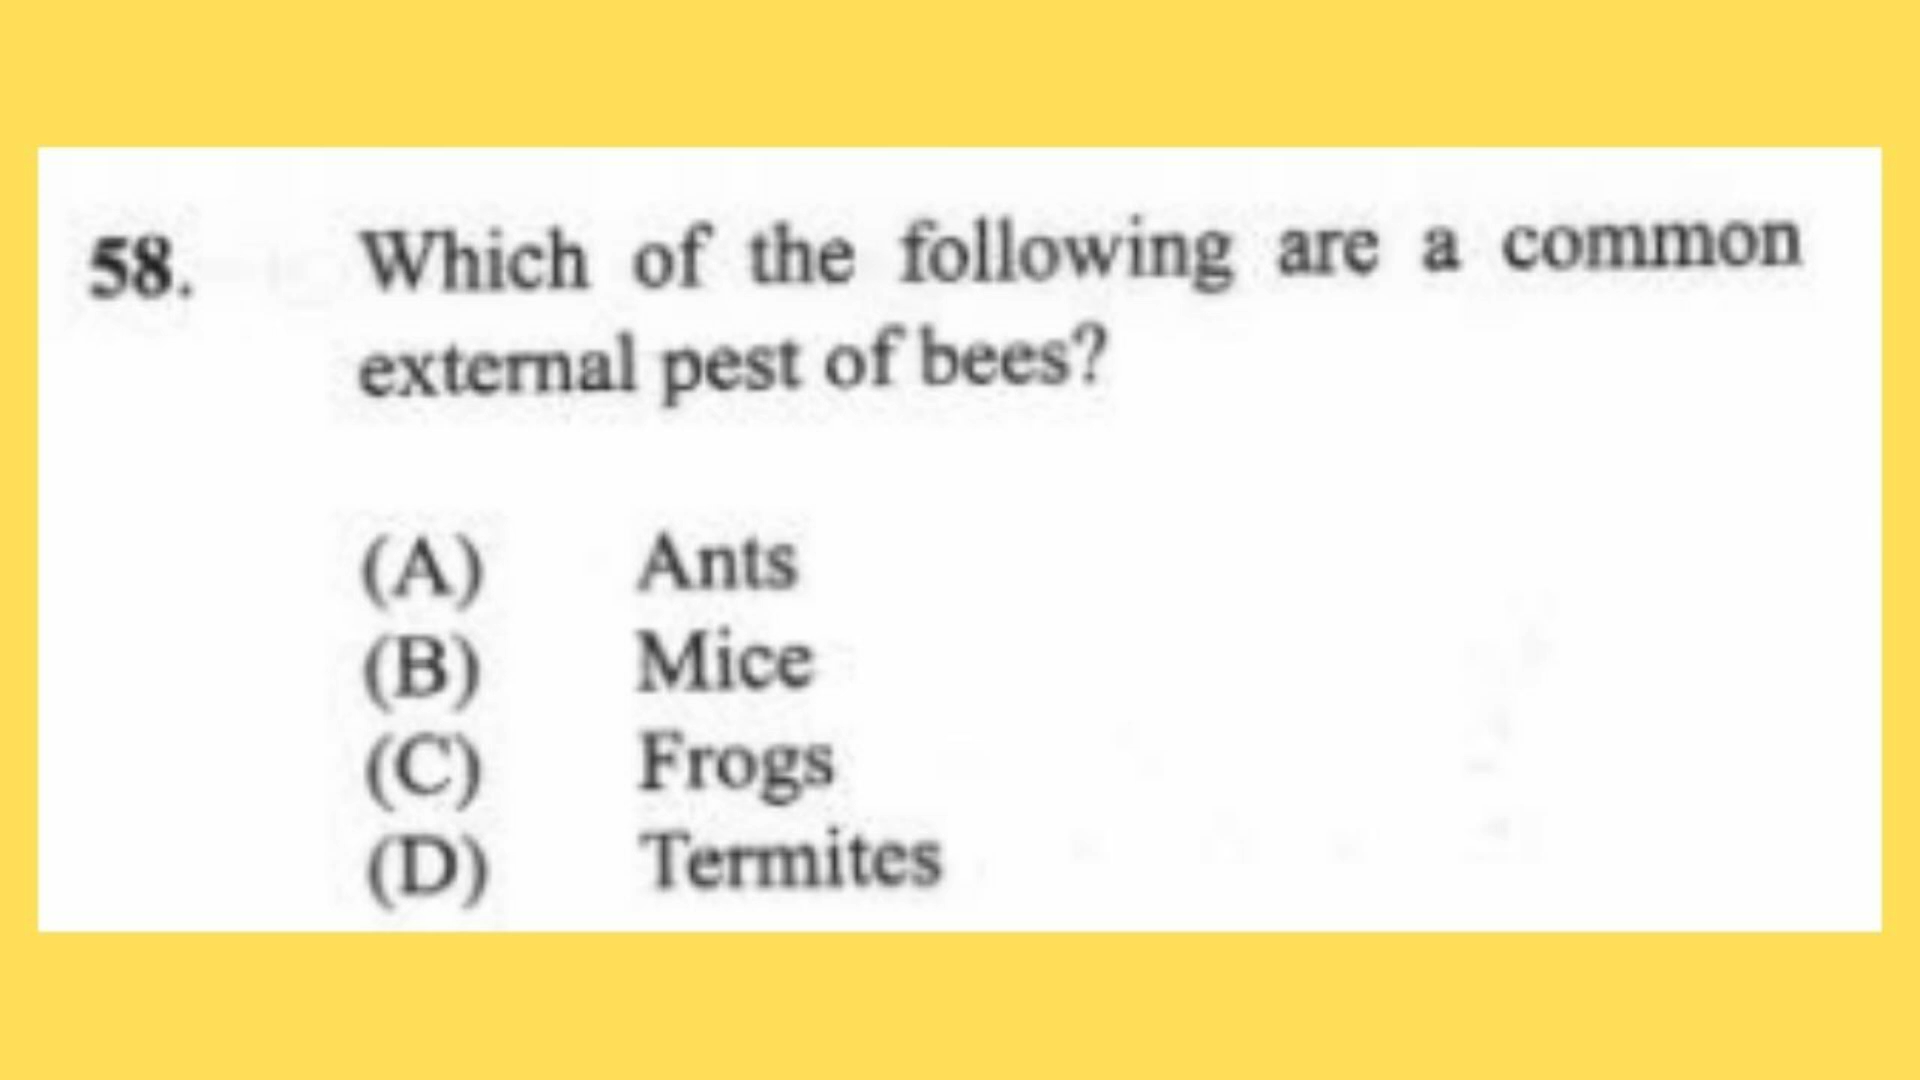 58. Which of the following are a common
external pest of bees?
(A) Ants
(B) Mice
(C) Frogs
(D) Termites